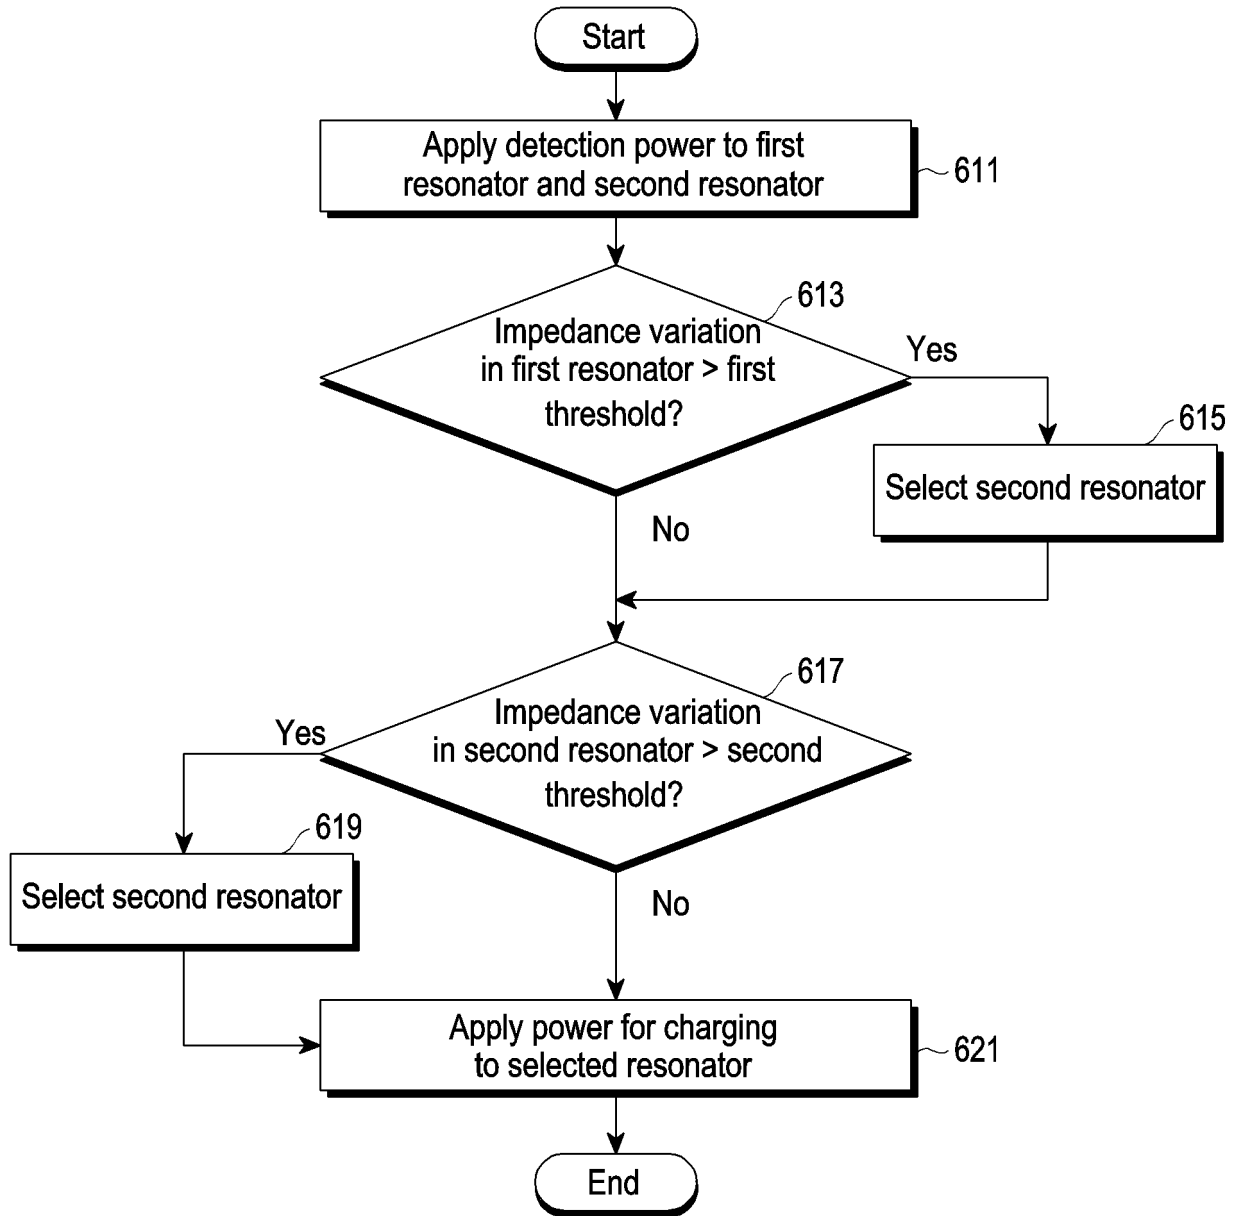 Start
Apply detection power to first
resonator and second resonator
611
613
Impedance variation
in first resonator > first
threshold?
Yes
615
Select second resonator
No
617
Impedance variation
in second resonator > second
threshold?
Yes
619
Select second resonator
No
Apply power for charging
to selected resonator
621
End